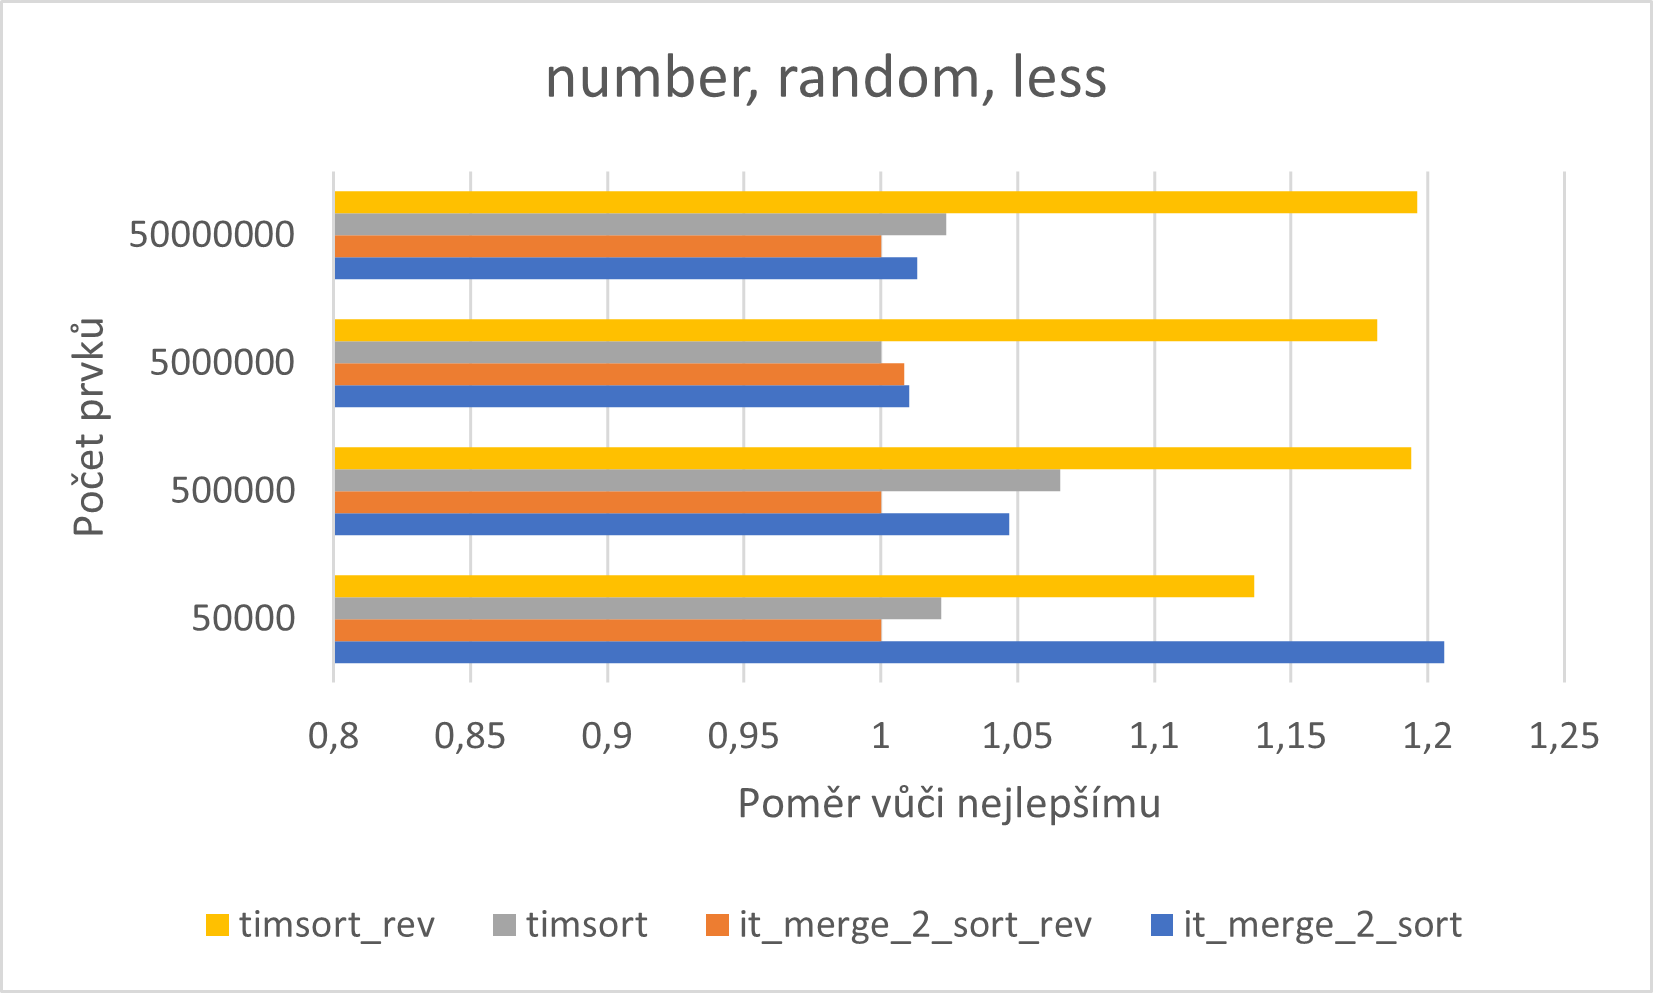 number, random, less
50000000
5000000
500000
50000
Počet prvků
0,8 0,85 0,9 0,95 1 1,05 1,1 1,15 1,2 1,25
Poměr vůči nejlepšímu
timsort_rev timsort it_merge_2_sort_rev it_merge_2_sort